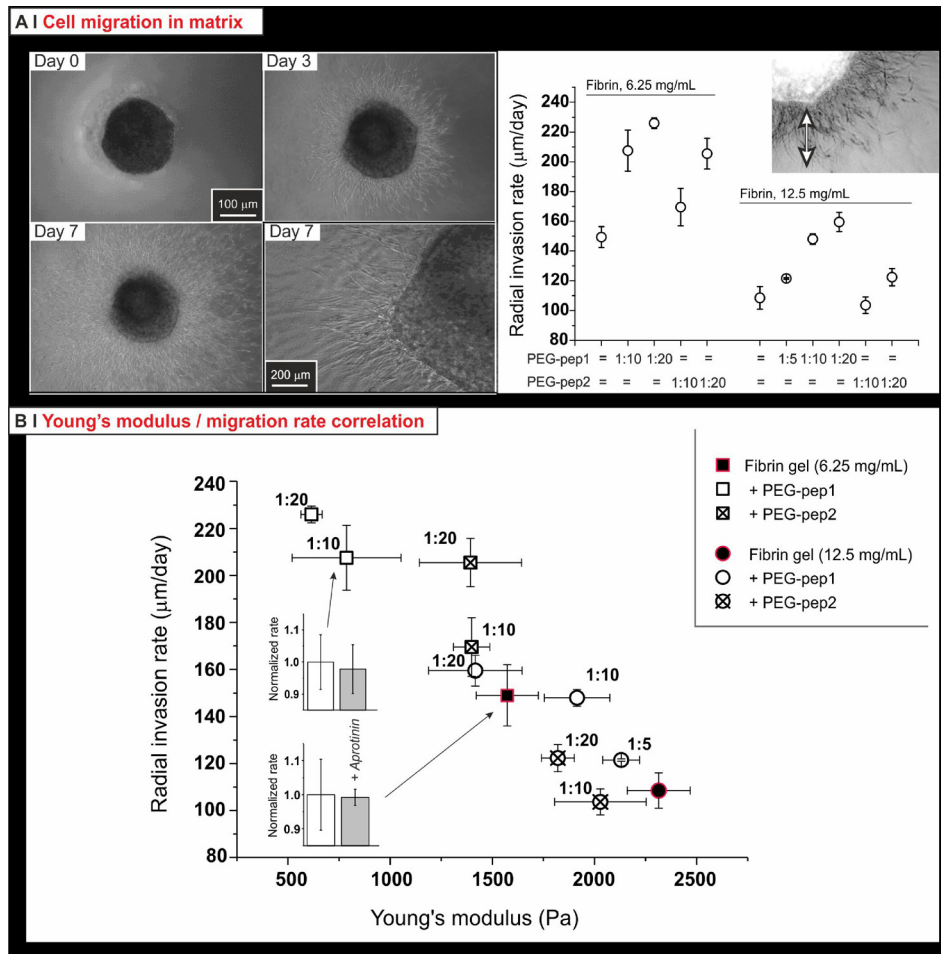 A I Cell migration in matrix
Day 0
Day 3
100 μm
Day 7
Day 7
200 μm
Radial invasion rate (μm/day)
240
220
200
180
160
140
120
100
80
Fibrin, 6.25 mg/mL
Fibrin, 12.5 mg/mL
PEG-pep1 = 1:10 1:20 = = = 1:5 1:10 1:20 = =
PEG-pep2 = = = 1:10 1:20 = = = = 1:10 1:20
B I Young's modulus / migration rate correlation
Radial invasion rate (μm/day)
240
220
200
180
160
140
120
100
80
1:20
1:10
1:20
1:10
1:20
1:10
1:20
1:5
1:10
Normalized rate
1.1
1.0
0.9
Normalized rate
1.1
1.0
0.9
+ Aprotinin
500 1000 1500 2000 2500
Young's modulus (Pa)
Fibrin gel (6.25 mg/mL)
+ PEG-pep1
+ PEG-pep2
Fibrin gel (12.5 mg/mL)
+ PEG-pep1
+ PEG-pep2